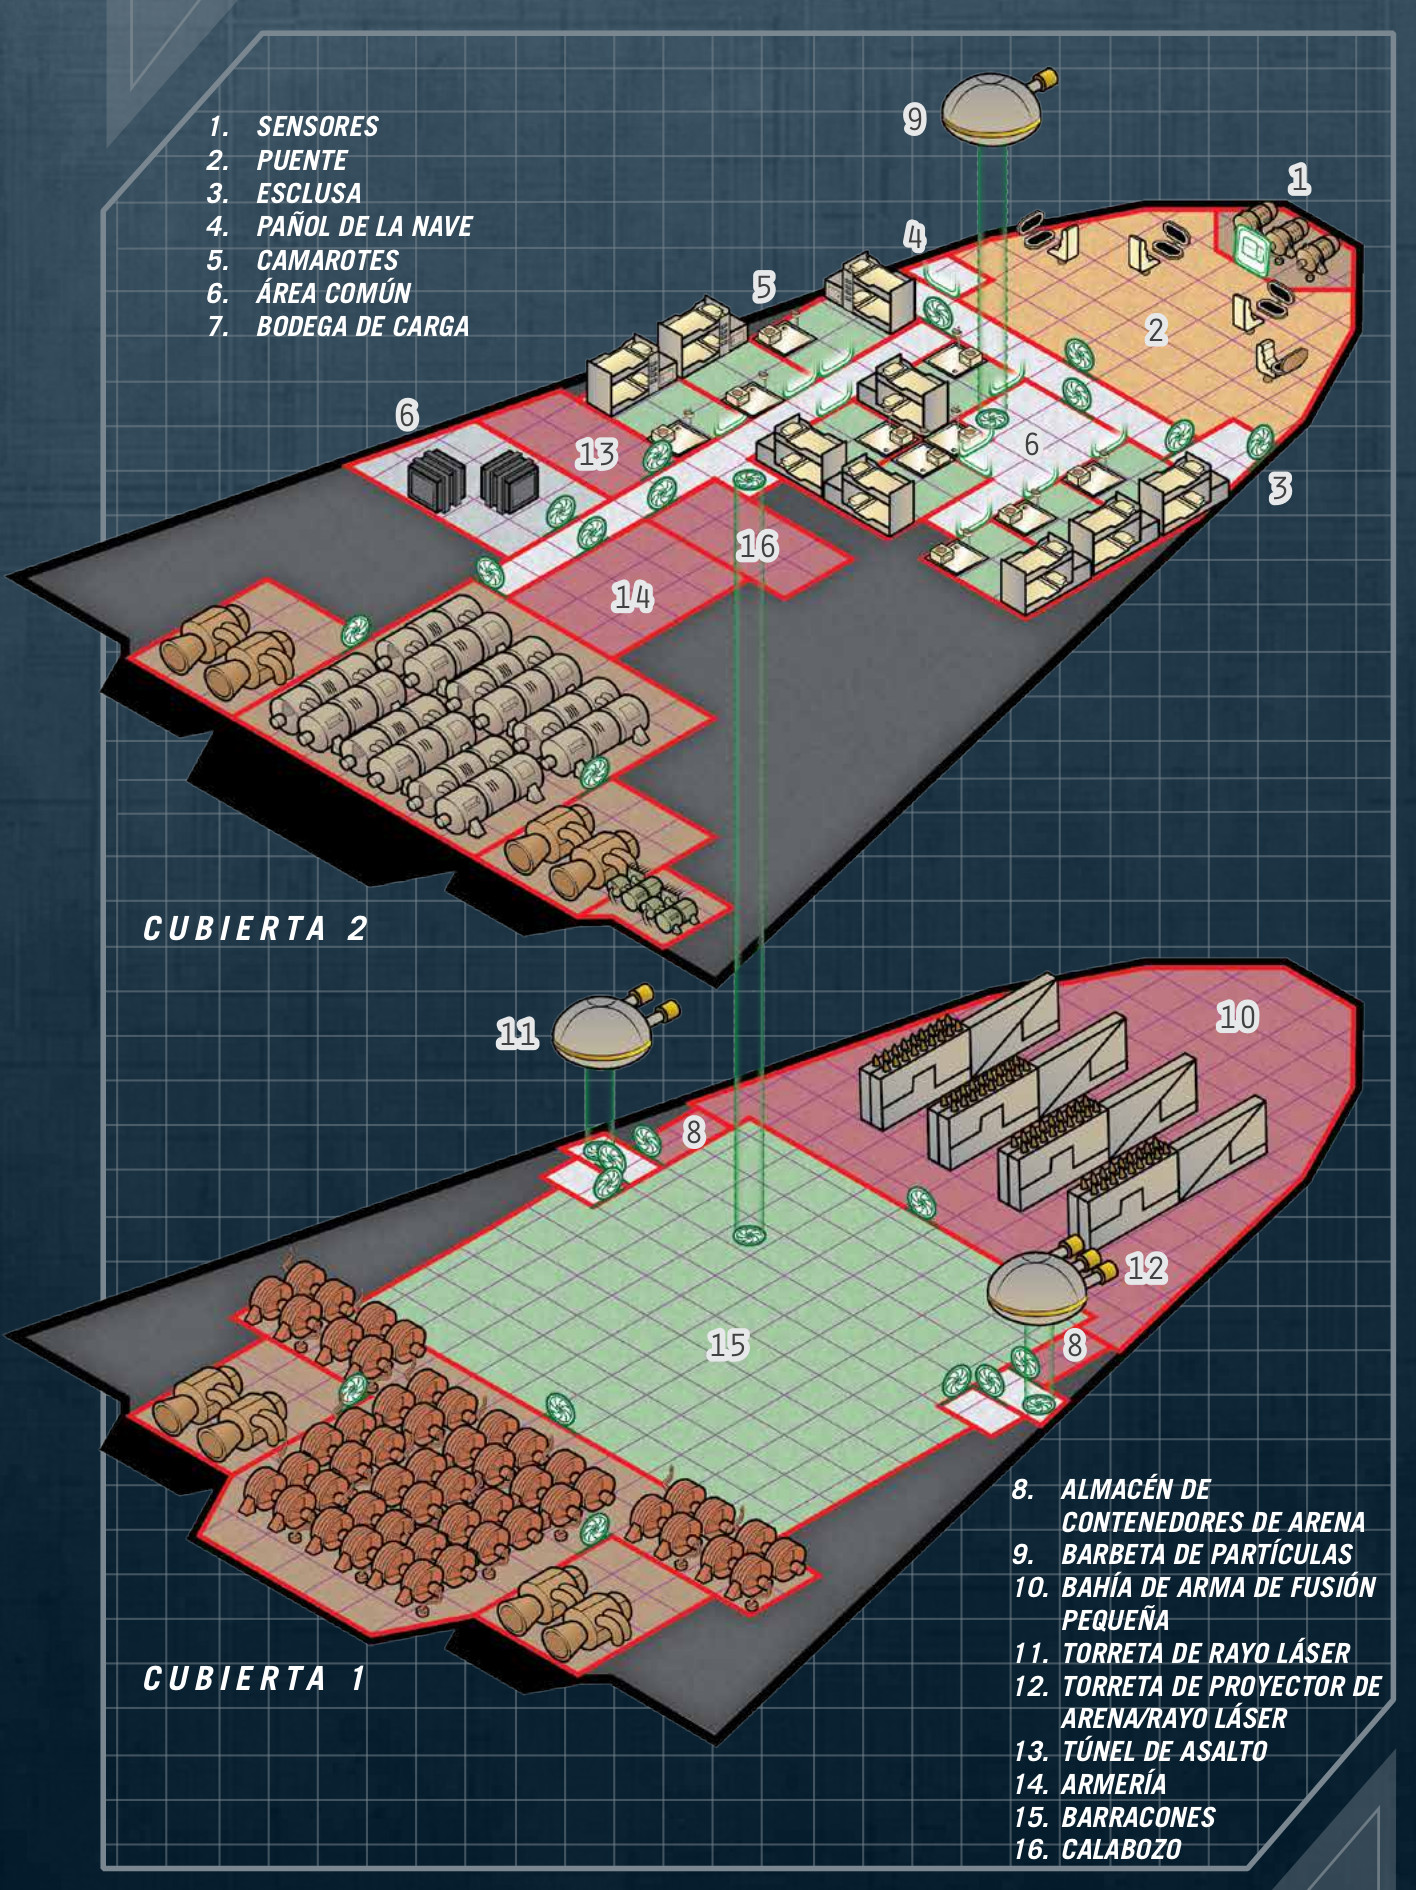 1. SENSORES
2. PUENTE
3. ESCLUSA
4. PAÑOL DE LA NAVE
5. CAMAROTES
6. ÁREA COMÚN
7. BODEGA DE CARGA
9
1
4
5
2
6
13
6
3
16
14
CUBIERTA 2
11
10
8
12
15
8
8. ALMACÉN DE
CONTENEDORES DE ARENA
9. BARBETA DE PARTÍCULAS
10. BAHÍA DE ARMA DE FUSIÓN
PEQUEÑA
11. TORRETA DE RAYO LÁSER
12. TORRETA DE PROYECTOR DE
ARENA/RAYO LÁSER
13. TÚNEL DE ASALTO
14. ARMERÍA
15. BARRACONES
16. CALABOZO
CUBIERTA 1